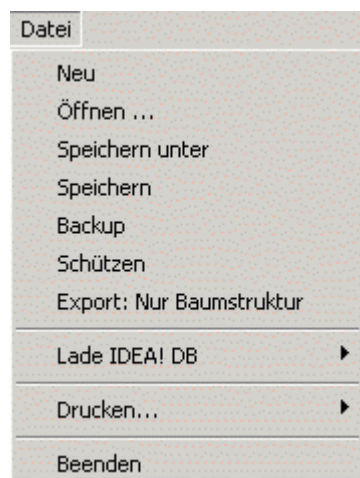 Datei
Neu
Öffnen ...
Speichern unter
Speichern
Backup
Schützen
Export: Nur Baumstruktur
Lade IDEA! DB
Drucken...
Beenden